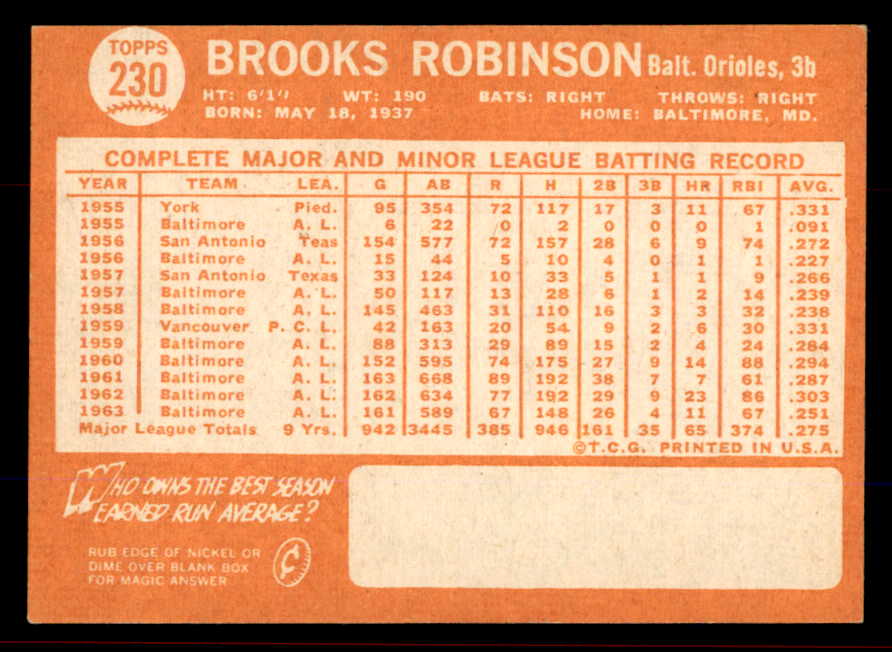 TOPPS
230
BROOKS ROBINSON Balt. Orioles, 3b
HT: 6'1" WT: 190 BATS: RIGHT THROWS: RIGHT
BORN: MAY 18, 1937 HOME: BALTIMORE, MD.
COMPLETE MAJOR AND MINOR LEAGUE BATTING RECORD
YEAR TEAM LEA. G AB R H 2B 3B HR RBI AVG.
1955 York Pied. 95 354 72 117 17 3 11 67 .331
1955 Baltimore A. L. 6 22 0 2 0 0 0 1 .091
1956 San Antonio Teas 154 577 72 157 28 6 9 74 .272
1956 Baltimore A. L. 15 44 5 10 4 0 1 1 .227
1957 San Antonio Texas 33 124 10 33 5 1 1 9 .266
1957 Baltimore A. L. 50 117 13 28 6 1 2 14 .239
1958 Baltimore A. L. 145 463 31 110 16 3 3 32 .238
1959 Vancouver P. C. L. 42 163 20 54 9 2 6 30 .331
1959 Baltimore A. L. 88 313 29 89 15 2 4 24 .284
1960 Baltimore A. L. 152 595 74 175 27 9 14 88 .294
1961 Baltimore A. L. 163 668 89 192 38 7 7 61 .287
1962 Baltimore A. L. 162 634 77 192 29 9 23 86 .303
1963 Baltimore A. L. 161 589 67 148 26 4 11 67 .251
Major League Totals 9 Yrs. 942 3445 385 946 161 35 65 374 .275
©T.C.G. PRINTED IN U.S.A.
WHO OWNS THE BEST SEASON
EARNED RUN AVERAGE?
RUB EDGE OF NICKEL OR
DIME OVER BLANK BOX
FOR MAGIC ANSWER